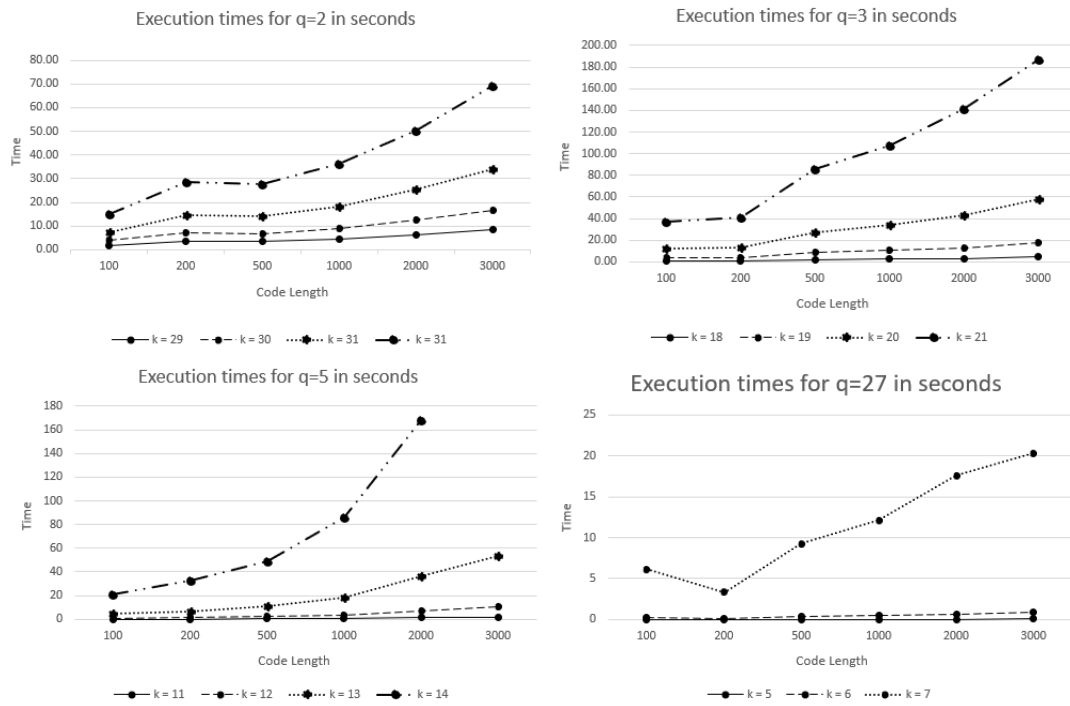 Execution times for q=2 in seconds
80.00
70.00
60.00
50.00
40.00
30.00
20.00
10.00
0.00
Time
100 200 500 1000 2000 3000
Code Length
k = 29 k = 30 k = 31 k = 31
Execution times for q=3 in seconds
200.00
180.00
160.00
140.00
120.00
100.00
80.00
60.00
40.00
20.00
0.00
Time
100 200 500 1000 2000 3000
Code Length
k = 18 k = 19 k = 20 k = 21
Execution times for q=5 in seconds
180
160
140
120
100
80
60
40
20
0
Time
100 200 500 1000 2000 3000
Code Length
k = 11 k = 12 k = 13 k = 14
Execution times for q=27 in seconds
25
20
15
10
5
0
Time
100 200 500 1000 2000 3000
Code Length
k = 5 k = 6 k = 7